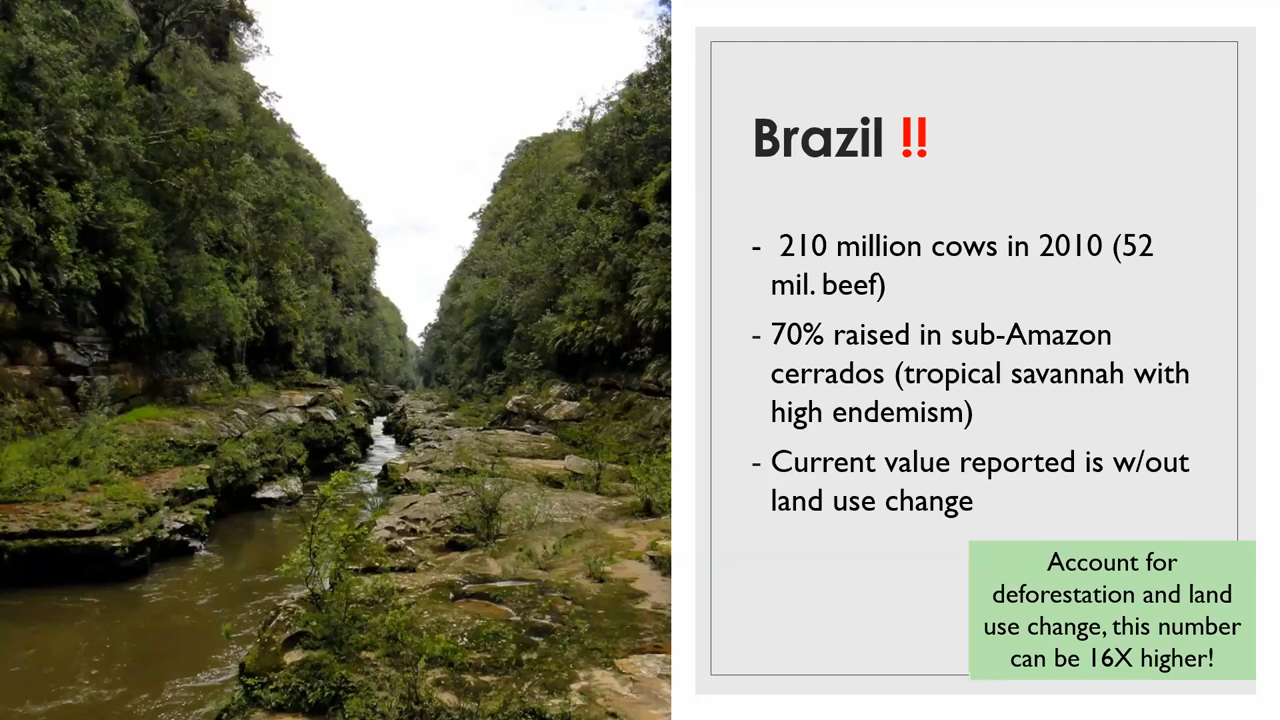 Brazil !!
- 210 million cows in 2010 (52
mil. beef)
- 70% raised in sub-Amazon
cerrados (tropical savannah with
high endemism)
- Current value reported is w/out
land use change
Account for
deforestation and land
use change, this number
can be 16X higher!